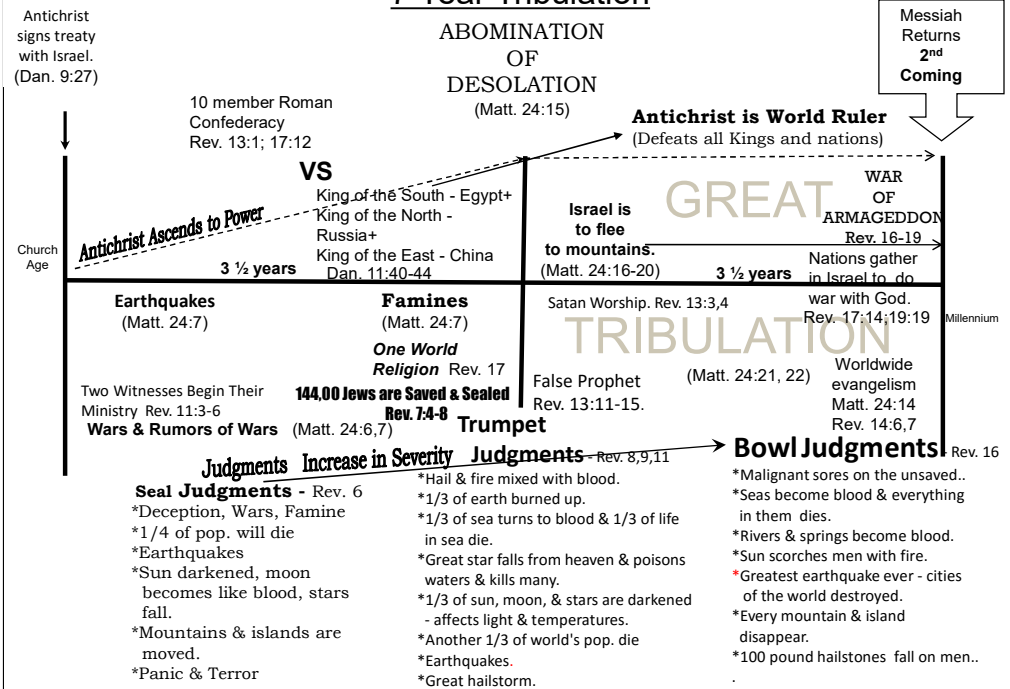 7 Year Tribulation
Antichrist
signs treaty
with Israel.
(Dan. 9:27)
ABOMINATION
OF
DESOLATION
(Matt. 24:15)
Messiah
Returns
2nd
Coming
10 member Roman
Confederacy
Rev. 13:1; 17:12
VS
King of the South - Egypt+
King of the North -
Russia+
King of the East - China
Dan. 11:40-44
Antichrist is World Ruler
(Defeats all Kings and nations)
Antichrist Ascends to Power
Church
Age
3 ½ years
Israel is
to flee
to mountains.
(Matt. 24:16-20)
GREAT
TRIBULATION
3 ½ years
WAR
OF
ARMAGEDDON
Rev. 16-19
Nations gather
in Israel to do
war with God.
Rev. 17:14;19:19
Millennium
Earthquakes
(Matt. 24:7)
Famines
(Matt. 24:7)
One World
Religion Rev. 17
Two Witnesses Begin Their
Ministry Rev. 11:3-6
144,00 Jews are Saved & Sealed
Rev. 7:4-8
Wars & Rumors of Wars (Matt. 24:6,7)
Satan Worship. Rev. 13:3,4
False Prophet
Rev. 13:11-15.
(Matt. 24:21, 22)
Worldwide
evangelism
Matt. 24:14
Rev. 14:6,7
Judgments Increase in Severity
Seal Judgments - Rev. 6
*Deception, Wars, Famine
*1/4 of pop. will die
*Earthquakes
*Sun darkened, moon
becomes like blood, stars
fall.
*Mountains & islands are
moved.
*Panic & Terror
Trumpet
Judgments - Rev. 8,9,11
*Hail & fire mixed with blood.
*1/3 of earth burned up.
*1/3 of sea turns to blood & 1/3 of life
in sea die.
*Great star falls from heaven & poisons
waters & kills many.
*1/3 of sun, moon, & stars are darkened
- affects light & temperatures.
*Another 1/3 of world's pop. die
*Earthquakes.
*Great hailstorm.
Bowl Judgments - Rev. 16
*Malignant sores on the unsaved..
*Seas become blood & everything
in them dies.
*Rivers & springs become blood.
*Sun scorches men with fire.
*Greatest earthquake ever - cities
of the world destroyed.
*Every mountain & island
disappear.
*100 pound hailstones fall on men..
.